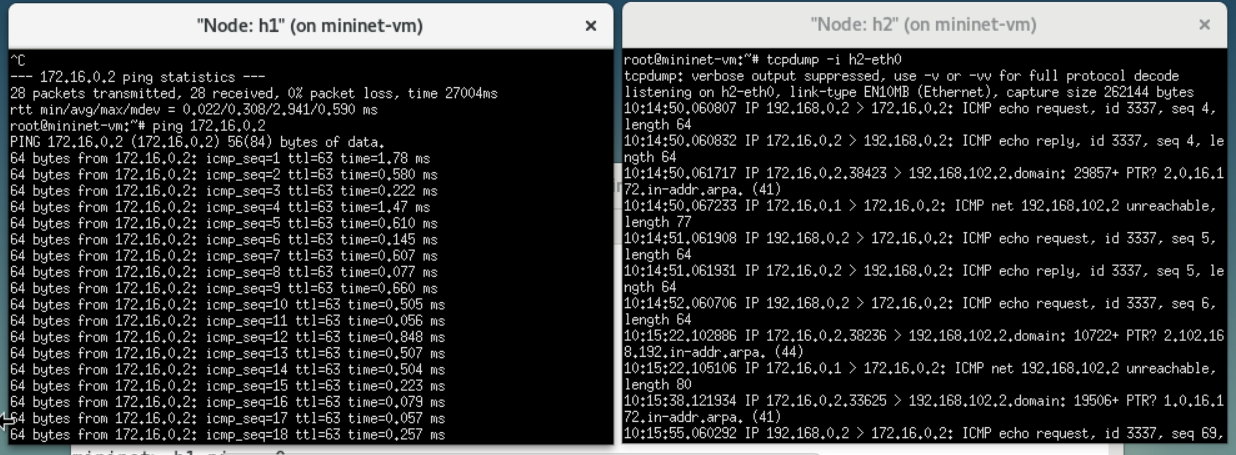 "Node: h1" (on mininet-vm)
^C
--- 172.16.0.2 ping statistics ---
28 packets transmitted, 28 received, 0% packet loss, time 27004ms
rtt min/avg/max/mdev = 0.022/0.308/2.941/0.590 ms
root@mininet-vm:~# ping 172.16.0.2
PING 172.16.0.2 (172.16.0.2) 56(84) bytes of data.
64 bytes from 172.16.0.2: icmp_seq=1 ttl=63 time=1.78 ms
64 bytes from 172.16.0.2: icmp_seq=2 ttl=63 time=0.580 ms
64 bytes from 172.16.0.2: icmp_seq=3 ttl=63 time=0.222 ms
64 bytes from 172.16.0.2: icmp_seq=4 ttl=63 time=1.47 ms
64 bytes from 172.16.0.2: icmp_seq=5 ttl=63 time=0.610 ms
64 bytes from 172.16.0.2: icmp_seq=6 ttl=63 time=0.145 ms
64 bytes from 172.16.0.2: icmp_seq=7 ttl=63 time=0.607 ms
64 bytes from 172.16.0.2: icmp_seq=8 ttl=63 time=0.077 ms
64 bytes from 172.16.0.2: icmp_seq=9 ttl=63 time=0.660 ms
64 bytes from 172.16.0.2: icmp_seq=10 ttl=63 time=0.505 ms
64 bytes from 172.16.0.2: icmp_seq=11 ttl=63 time=0.056 ms
64 bytes from 172.16.0.2: icmp_seq=12 ttl=63 time=0.848 ms
64 bytes from 172.16.0.2: icmp_seq=13 ttl=63 time=0.507 ms
64 bytes from 172.16.0.2: icmp_seq=14 ttl=63 time=0.504 ms
64 bytes from 172.16.0.2: icmp_seq=15 ttl=63 time=0.223 ms
64 bytes from 172.16.0.2: icmp_seq=16 ttl=63 time=0.079 ms
64 bytes from 172.16.0.2: icmp_seq=17 ttl=63 time=0.057 ms
64 bytes from 172.16.0.2: icmp_seq=18 ttl=63 time=0.257 ms
"Node: h2" (on mininet-vm)
root@mininet-vm:~# tcpdump -i h2-eth0
tcpdump: verbose output suppressed, use -v or -vv for full protocol decode
listening on h2-eth0, link-type EN10MB (Ethernet), capture size 262144 bytes
10:14:50.060807 IP 192.168.0.2 > 172.16.0.2: ICMP echo request, id 3337, seq 4,
length 64
10:14:50.060832 IP 172.16.0.2 > 192.168.0.2: ICMP echo reply, id 3337, seq 4, le
ngth 64
10:14:50.061717 IP 172.16.0.2.38423 > 192.168.102.2.domain: 29857+ PTR? 2.0.16.1
72.in-addr.arpa. (41)
10:14:50.067233 IP 172.16.0.1 > 172.16.0.2: ICMP net 192.168.102.2 unreachable,
length 77
10:14:51.061908 IP 192.168.0.2 > 172.16.0.2: ICMP echo request, id 3337, seq 5,
length 64
10:14:51.061931 IP 172.16.0.2 > 192.168.0.2: ICMP echo reply, id 3337, seq 5, le
ngth 64
10:14:52.060706 IP 192.168.0.2 > 172.16.0.2: ICMP echo request, id 3337, seq 6,
length 64
10:15:22.102886 IP 172.16.0.2.38236 > 192.168.102.2.domain: 10722+ PTR? 2.102.16
8.192.in-addr.arpa. (44)
10:15:22.105106 IP 172.16.0.1 > 172.16.0.2: ICMP net 192.168.102.2 unreachable,
length 80
10:15:38.121934 IP 172.16.0.2.33625 > 192.168.102.2.domain: 19506+ PTR? 1.0.16.1
72.in-addr.arpa. (41)
10:15:55.060292 IP 192.168.0.2 > 172.16.0.2: ICMP echo request, id 3337, seq 69,